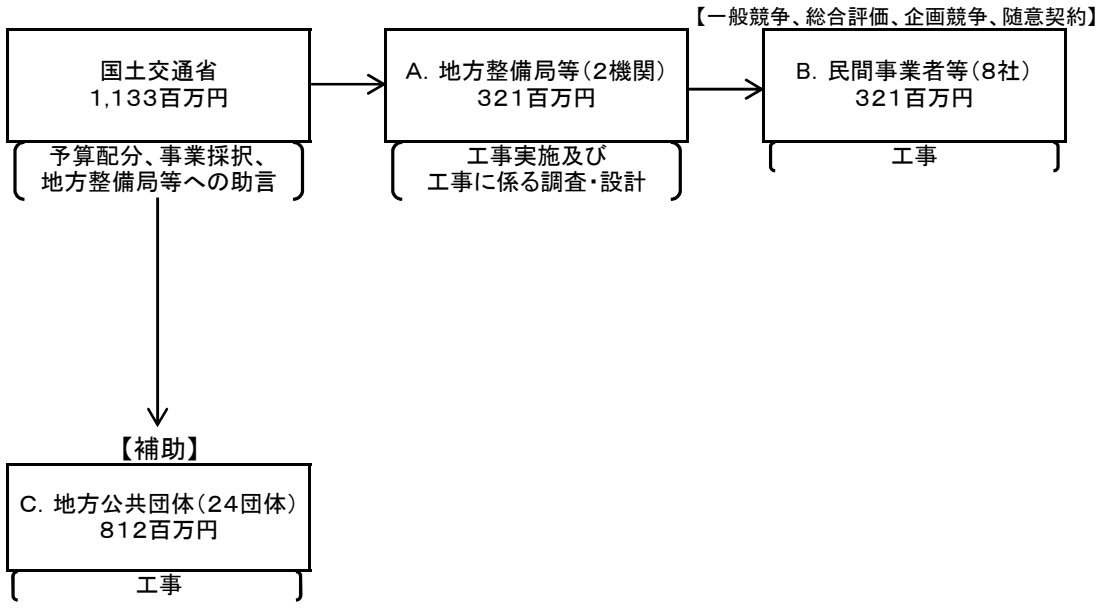 【一般競争、総合評価、企画競争、随意契約】
国土交通省
1,133百万円
A．地方整備局等（２機関）
321百万円
B．民間事業者等（８社）
321百万円
予算配分、事業採択、
地方整備局等への助言
工事実施及び
工事に係る調査・設計
工事
【補助】
C．地方公共団体（２４団体）
812百万円
工事